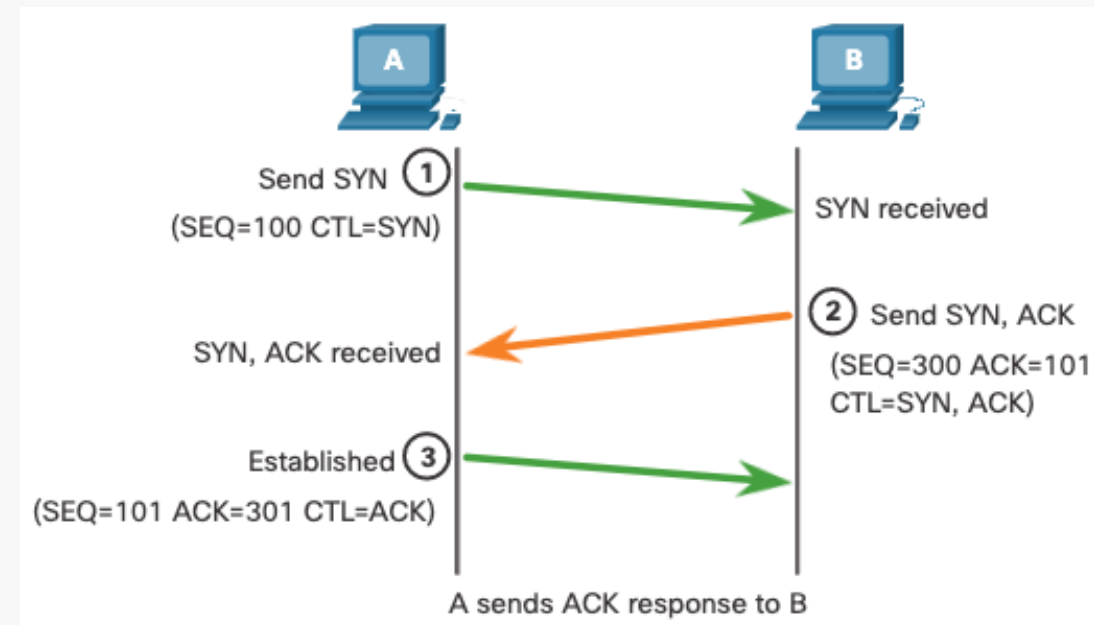 A
B
Send SYN 1
(SEQ=100 CTL=SYN)
SYN received
2 Send SYN, ACK
SYN, ACK received
(SEQ=300 ACK=101
CTL=SYN, ACK)
Established 3
(SEQ=101 ACK=301 CTL=ACK)
A sends ACK response to B